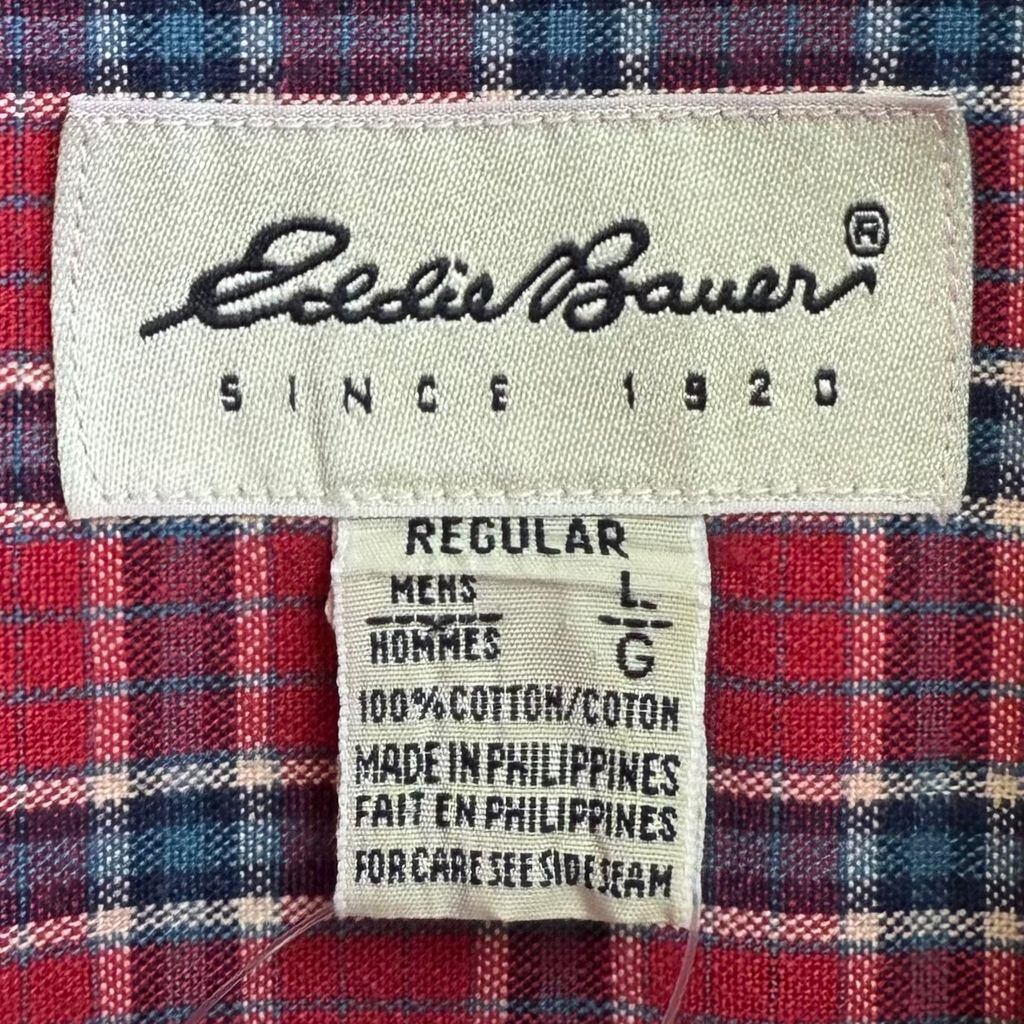 Eddie Bauer®
SINCE 1920
REGULAR
MENS L
HOMMES G
100% COTTON/COTON
MADE IN PHILIPPINES
FAIT EN PHILIPPINES
FOR CARE SEE SIDE SEAM